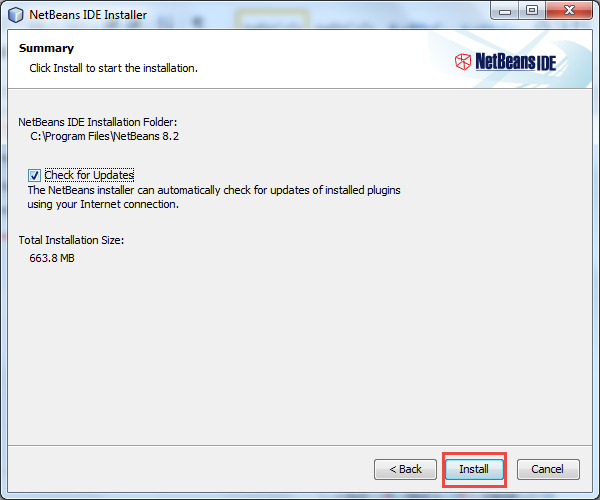 NetBeans IDE Installer
Summary
Click Install to start the installation.
NetBeans IDE
NetBeans IDE Installation Folder:
C:\Program Files\NetBeans 8.2
Check for Updates
The NetBeans installer can automatically check for updates of installed plugins
using your Internet connection.
Total Installation Size:
663.8 MB
< Back
Install
Cancel